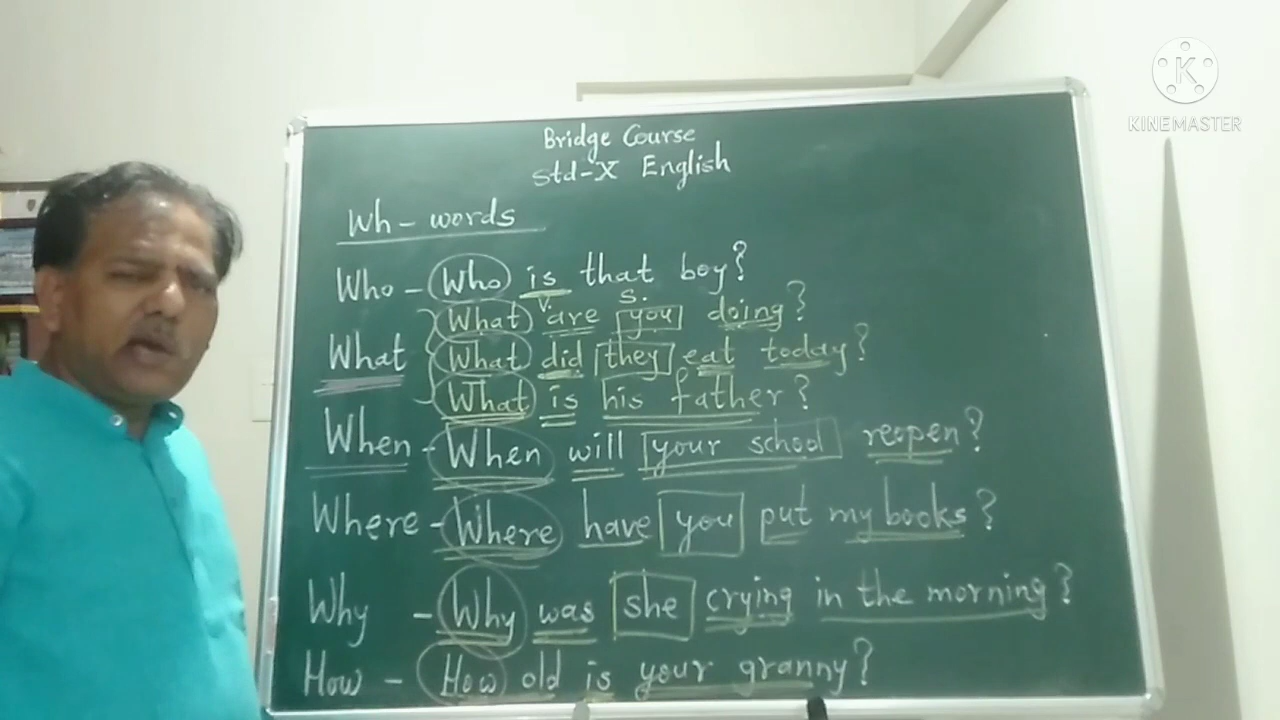 KINEMASTER
Bridge Course
Std-X English
Wh-words
Who - Who is that boy?
v. s.
What are you doing?
What What did they eat today?
What is his father?
When - When will your school reopen?
Where - Where have you put my books?
Why - Why was she crying in the morning?
How - How old is your granny?